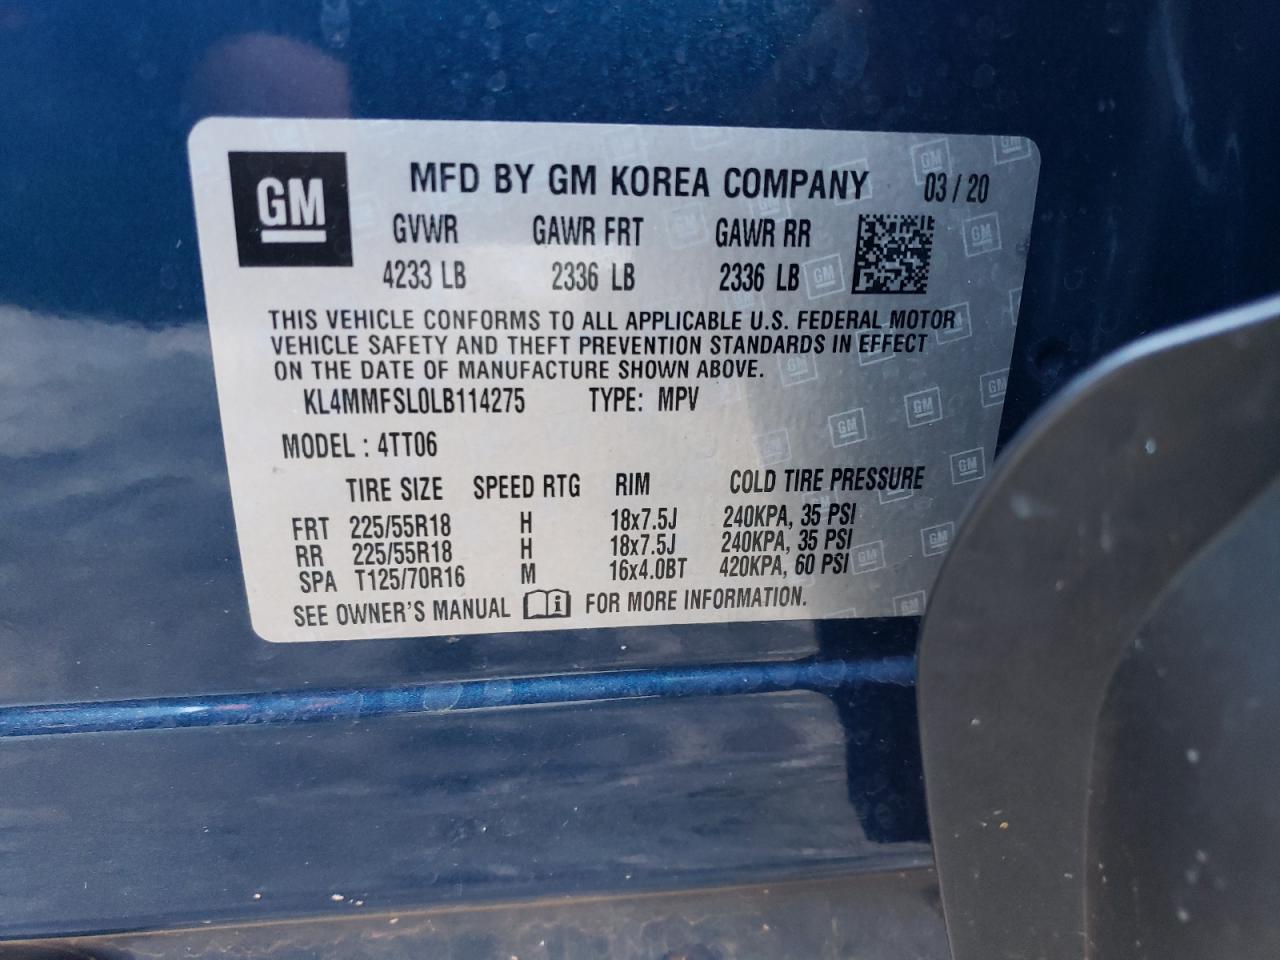 GM
MFD BY GM KOREA COMPANY 03 / 20
GVWR GAWR FRT GAWR RR
4233 LB 2336 LB 2336 LB
THIS VEHICLE CONFORMS TO ALL APPLICABLE U.S. FEDERAL MOTOR
VEHICLE SAFETY AND THEFT PREVENTION STANDARDS IN EFFECT
ON THE DATE OF MANUFACTURE SHOWN ABOVE.
KL4MMFSL0LB114275 TYPE: MPV
MODEL : 4TT06
TIRE SIZE SPEED RTG RIM COLD TIRE PRESSURE
FRT 225/55R18 H 18x7.5J 240KPA, 35 PSI
RR 225/55R18 H 18x7.5J 240KPA, 35 PSI
SPA T125/70R16 M 16x4.0BT 420KPA, 60 PSI
SEE OWNER'S MANUAL i FOR MORE INFORMATION.